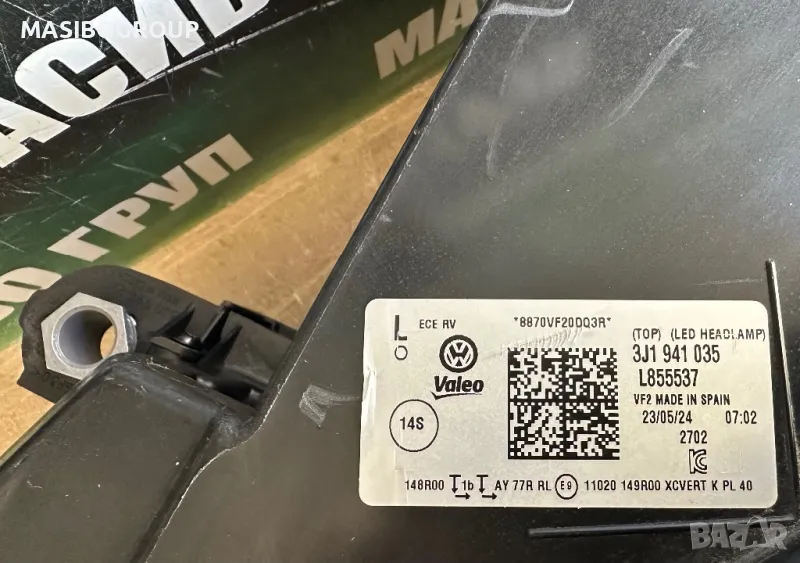 MASIBOGROUP
МА
О ГРУП
L
ECE RV
*8870VF20DQ3R*
(TOP) (LED HEADLAMP)
3J1 941 035
Valeo
L855537
VF2 MADE IN SPAIN
23/05/24 07:02
14S
2702
148R00 1b AY 77R RL E9 11020 149R00 XCVERT K PL 40
BAZAR